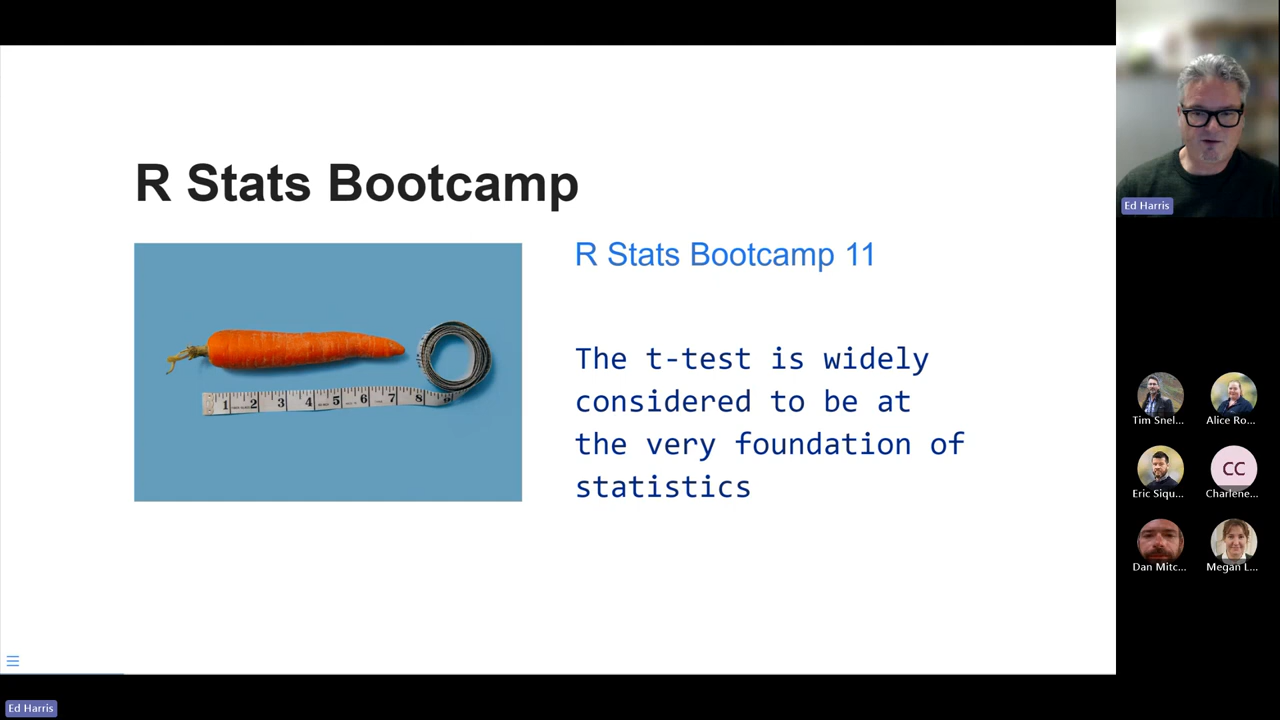 R Stats Bootcamp
R Stats Bootcamp 11
The t-test is widely
considered to be at
the very foundation of
statistics
1 2 3 4 5 6 7 8
Ed Harris
Tim Snel...
Alice Ro...
Eric Siqu...
CC
Charlene...
Dan Mitc...
Megan L...
Ed Harris